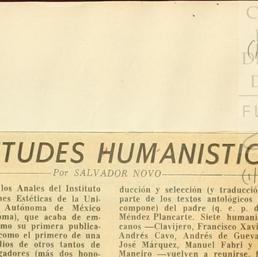 TUDES HUMANISTIC
Por SALVADOR NOVO
los Anales del Instituto
nes Estéticas de la Uni-
Autónoma de México
oma), que acaba de em-
mo su primera publica-
como el primero de una
dios de otros tantos de
gadores (más dos hono-
ducción y selección (y traducció
parte de los textos antológicos
compone) del padre (q. e. p. d
Méndez Plancarte. Siete humani
canos —Clavijero, Francisco Xavi
Andrés Cavo, Andrés de Gueva
José Márquez, Manuel Fabri y
Maneiro —vuelven a reunirse.